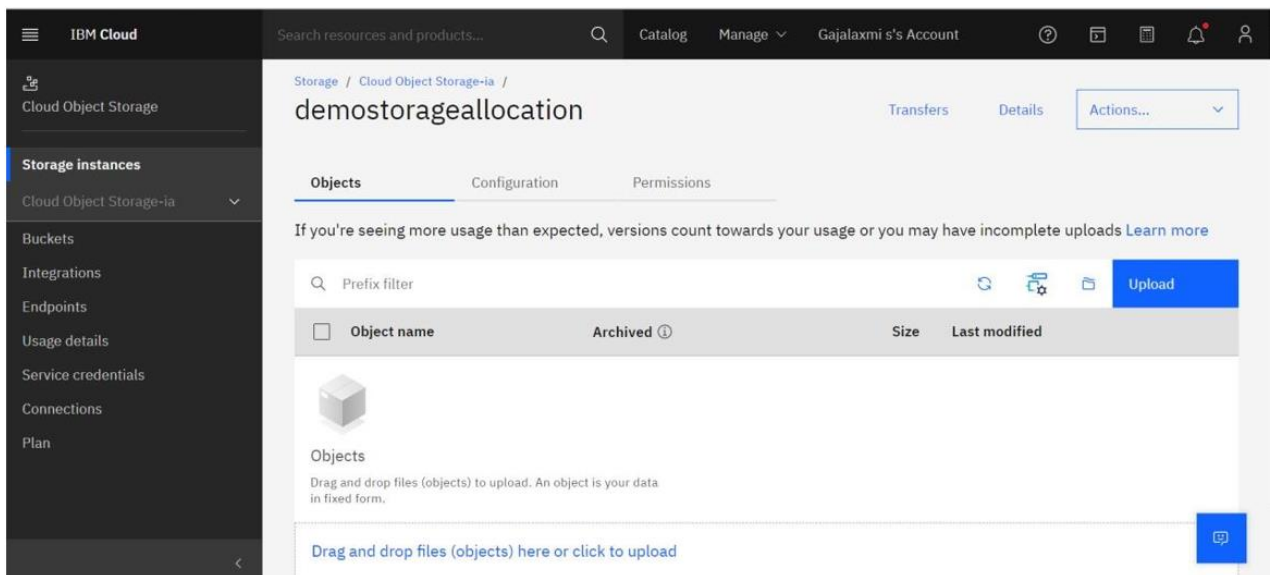 IBM Cloud
Search resources and products...
Catalog
Manage
Gajalaxmi s's Account
Cloud Object Storage
Storage instances
Cloud Object Storage-ia
Buckets
Integrations
Endpoints
Usage details
Service credentials
Connections
Plan
Storage / Cloud Object Storage-ia /
demostorageallocation
Transfers
Details
Actions...
Objects
Configuration
Permissions
If you're seeing more usage than expected, versions count towards your usage or you may have incomplete uploads Learn more
Prefix filter
Upload
Object name
Archived
Size
Last modified
Objects
Drag and drop files (objects) to upload. An object is your data
in fixed form.
Drag and drop files (objects) here or click to upload